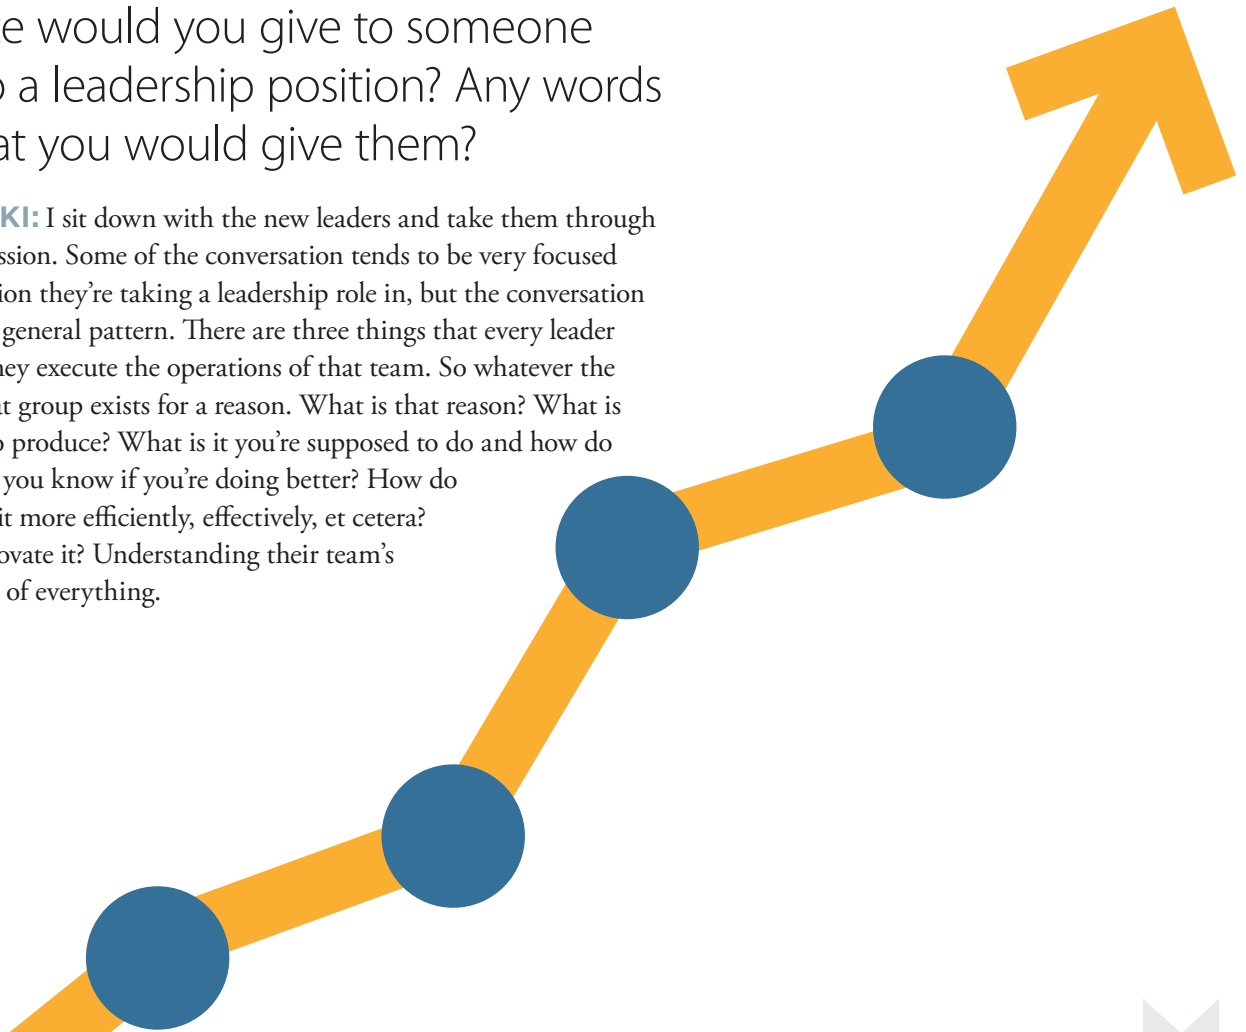 te would you give to someone
o a leadership position? Any words
at you would give them?
KI: I sit down with the new leaders and take them through
ssion. Some of the conversation tends to be very focused
ion they’re taking a leadership role in, but the conversation
general pattern. There are three things that every leader
hey execute the operations of that team. So whatever the
at group exists for a reason. What is that reason? What is
o produce? What is it you’re supposed to do and how do
you know if you’re doing better? How do
it more efficiently, effectively, et cetera?
ovate it? Understanding their team’s
of everything.